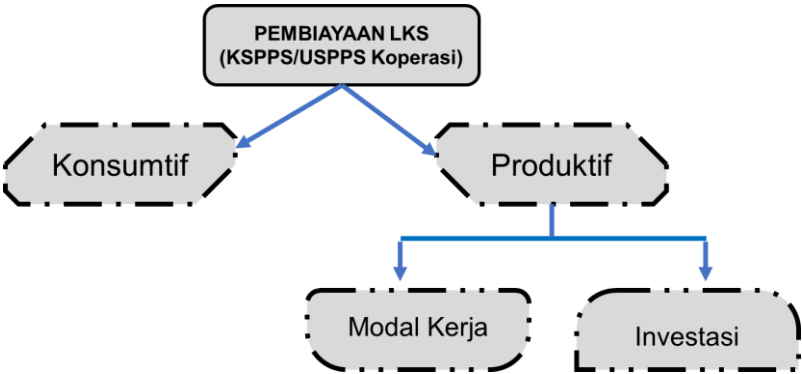 PEMBIAYAAN LKS
(KSPPS/USPPS Koperasi)
Konsumtif
Produktif
Modal Kerja
Investasi